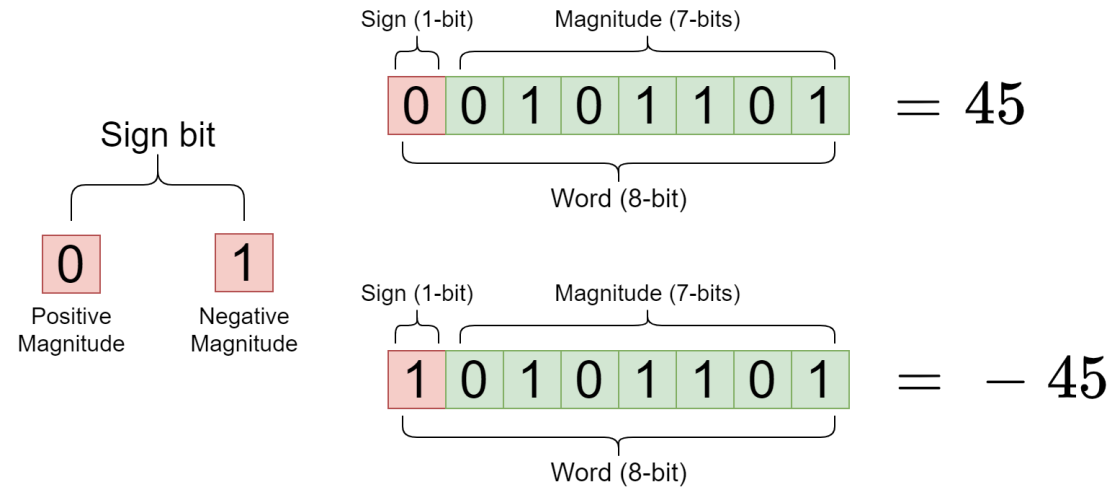 Sign bit
0
Positive
Magnitude
1
Negative
Magnitude
Sign (1-bit) Magnitude (7-bits)
0 0 1 0 1 1 0 1 = 45
Word (8-bit)
Sign (1-bit) Magnitude (7-bits)
1 0 1 0 1 1 0 1 = - 45
Word (8-bit)